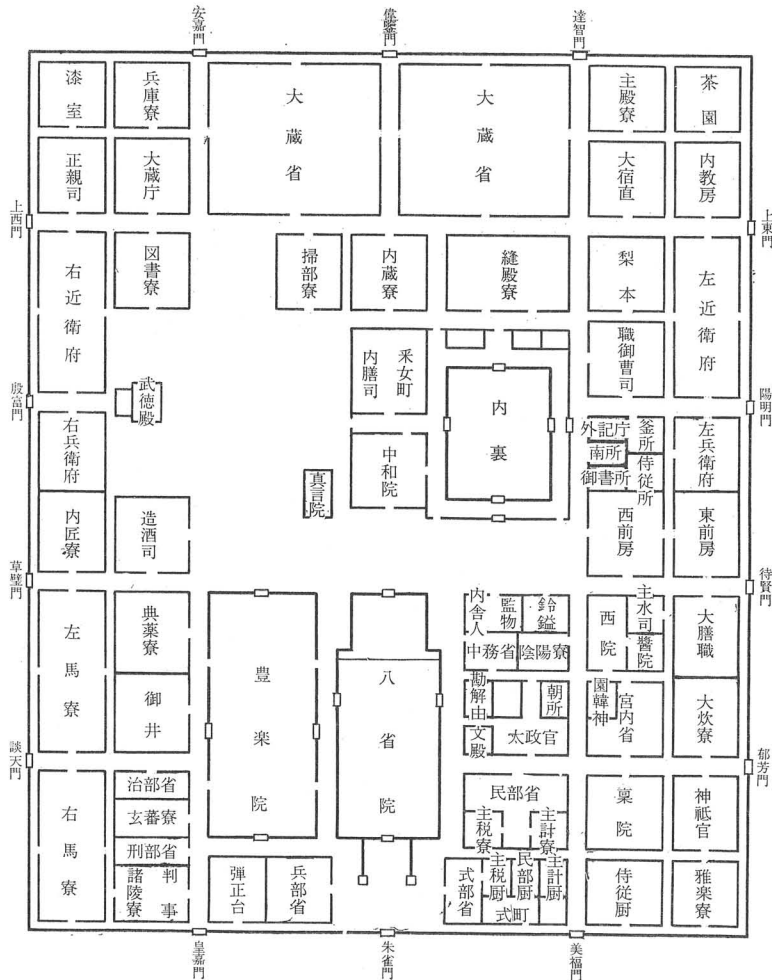 安嘉門
偉鑒門
達智門
漆室
兵庫寮
大蔵省
大蔵省
主殿寮
茶園
正親司
大蔵庁
大宿直
内教房
上西門
上東門
右近衛府
図書寮
掃部寮
内蔵寮
縫殿寮
梨本
左近衛府
内膳司
釆女町
職御曹司
内裏
殷富門
武徳殿
陽明門
右兵衛府
中和院
外記庁
釜所
南所
侍従所
御書所
左兵衛府
真言院
内匠寮
造酒司
西前房
東前房
草壁門
待賢門
左馬寮
典薬寮
豊楽院
八省院
内舎人
監物
鈴鎰
中務省
陰陽寮
西院
主水司
醬院
大膳職
御井
勘解由
朝所
文殿
太政官
園韓神
宮内省
大炊寮
談天門
郁芳門
右馬寮
治部省
玄蕃寮
刑部省
諸陵寮
判事
民部省
主税寮
主計寮
稟院
神祗官
弾正台
兵部省
式部省
主税厨
民部厨
主計厨
式町
侍従厨
雅楽寮
皇嘉門
朱雀門
美福門